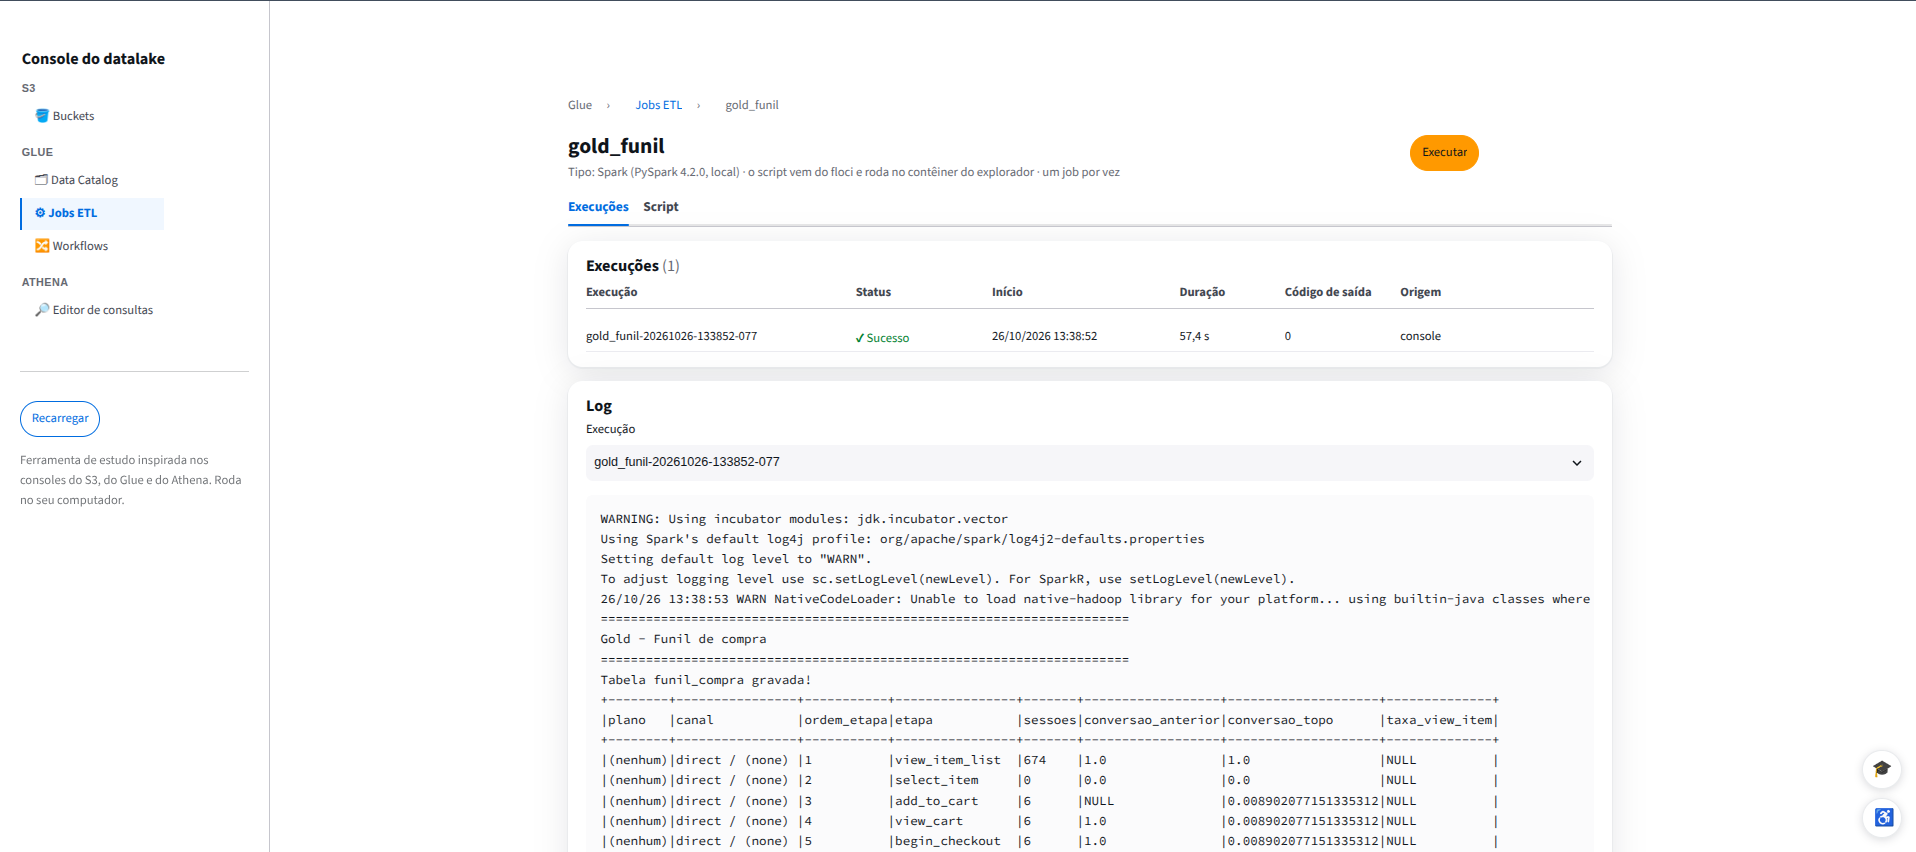 Console do datalake
S3
Buckets
GLUE
Data Catalog
Jobs ETL
Workflows
ATHENA
Editor de consultas
Recarregar
Ferramenta de estudo inspirada nos
consoles do S3, do Glue e do Athena. Roda
no seu computador.
Glue › Jobs ETL › gold_funil
gold_funil
Executar
Tipo: Spark (PySpark 4.2.0, local) · o script vem do floci e roda no contêiner do explorador · um job por vez
Execuções Script
Execuções (1)
Execução Status Início Duração Código de saída Origem
gold_funil-20261026-133852-077 ✓ Sucesso 26/10/2026 13:38:52 57,4 s 0 console
Log
Execução
gold_funil-20261026-133852-077
WARNING: Using incubator modules: jdk.incubator.vector
Using Spark's default log4j profile: org/apache/spark/log4j2-defaults.properties
Setting default log level to "WARN".
To adjust logging level use sc.setLogLevel(newLevel). For SparkR, use setLogLevel(newLevel).
26/10/26 13:38:53 WARN NativeCodeLoader: Unable to load native-hadoop library for your platform... using builtin-java classes where
======================================================================
Gold - Funil de compra
======================================================================
Tabela funil_compra gravada!
+--------+----------------+-----------+----------------+-------+------------------+--------------------+--------------+
|plano   |canal           |ordem_etapa|etapa           |sessoes|conversao_anterior|conversao_topo      |taxa_view_item|
+--------+----------------+-----------+----------------+-------+------------------+--------------------+--------------+
|(nenhum)|direct / (none) |1          |view_item_list  |674    |1.0               |1.0                 |NULL          |
|(nenhum)|direct / (none) |2          |select_item     |0      |0.0               |0.0                 |NULL          |
|(nenhum)|direct / (none) |3          |add_to_cart     |6      |NULL              |0.008902077151335312|NULL          |
|(nenhum)|direct / (none) |4          |view_cart       |6      |1.0               |0.008902077151335312|NULL          |
|(nenhum)|direct / (none) |5          |begin_checkout  |6      |1.0               |0.008902077151335312|NULL          |